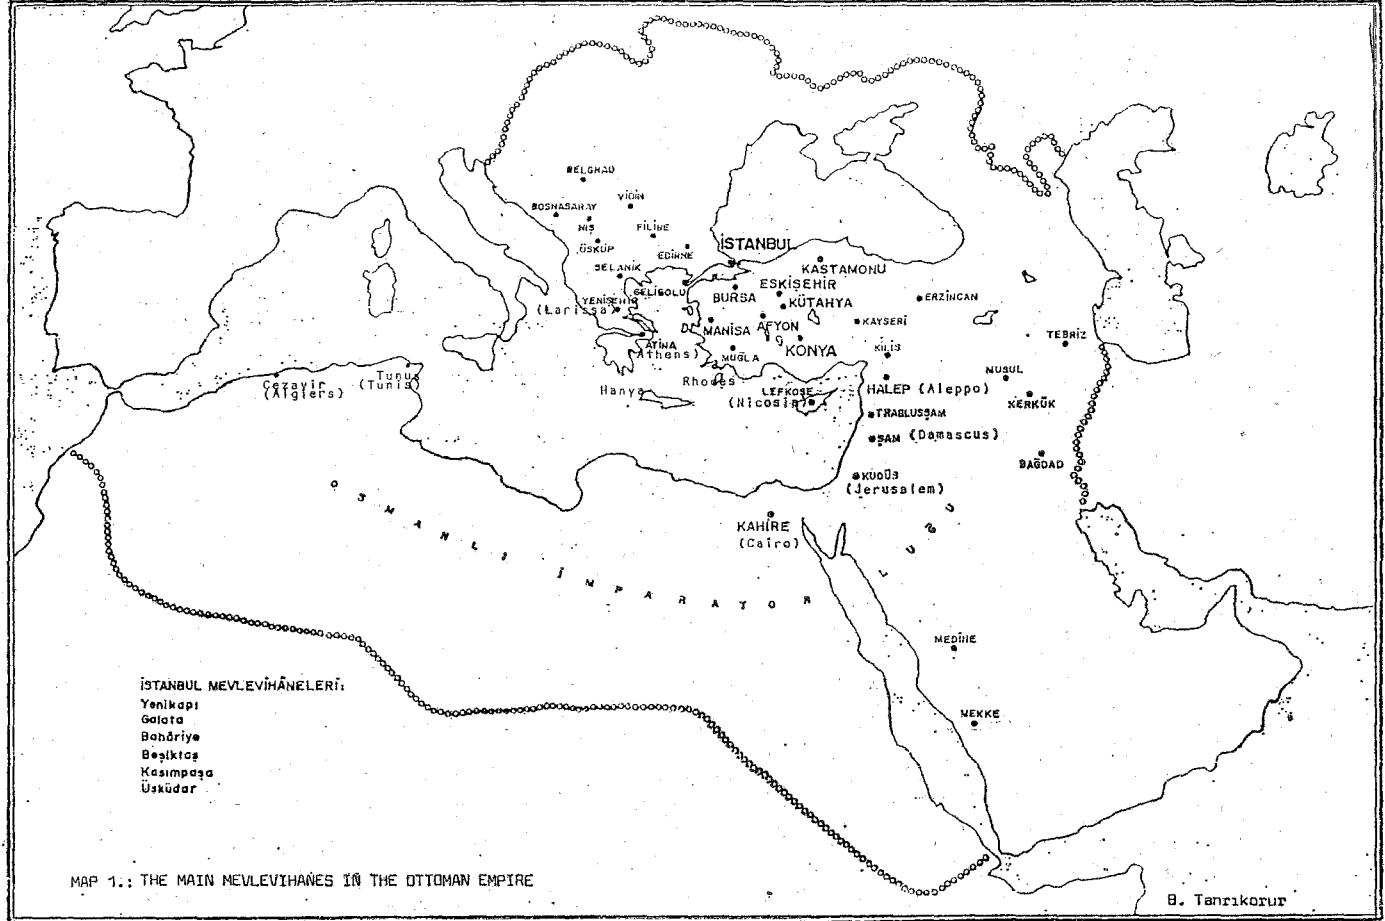 BELGRAD
BOSNASARAY
VİDİN
NİŞ
FİLİBE
ÜSKÜP
EDİRNE
İSTANBUL
SELANİK
KASTAMONU
GELİBOLU
BURSA
ESKİŞEHİR
YENİŞEHİR
(Larissa)
KÜTAHYA
ERZİNCAN
MANİSA
AFYON
KAYSERİ
ATİNA
(Athens)
MUĞLA
KONYA
KİLİS
TEBRİZ
Cezayir
(Algiers)
Tunus
(Tunis)
Hanya
Rhodes
LEFKOŞE
(Nicosia)
HALEP (Aleppo)
MUSUL
KERKÜK
TRABLUSŞAM
ŞAM (Damascus)
BAĞDAD
KUDÜS
(Jerusalem)
KAHİRE
(Cairo)
OSMANLI İMPARATORLUĞU
MEDİNE
MEKKE
İSTANBUL MEVLEVİHÂNELERİ:
Yenikapı
Galata
Bahâriye
Beşiktaş
Kasımpaşa
Üsküdar
MAP 1.: THE MAIN MEVLEVIHANES IN THE OTTOMAN EMPIRE
B. Tanrıkorur